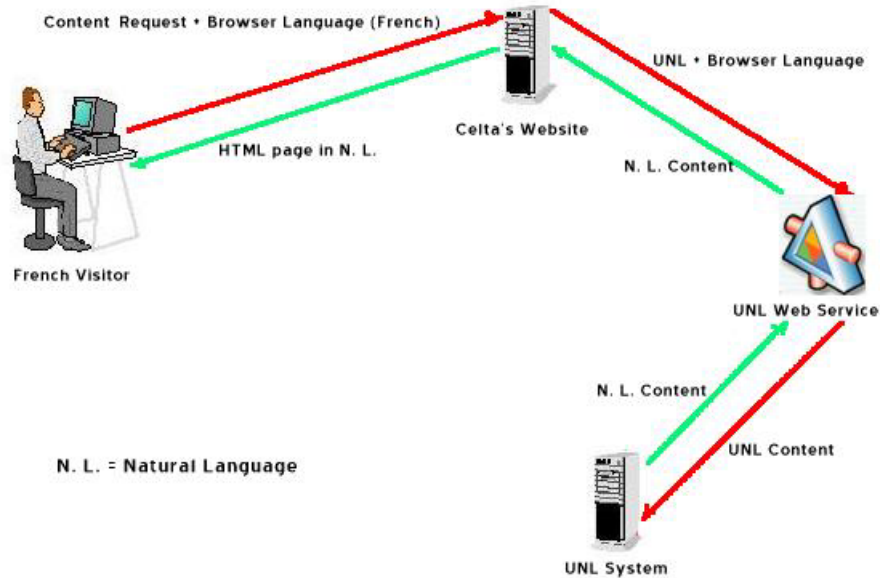 Content Request + Browser Language (French)
UNL + Browser Language
Celta's Website
HTML page in N. L.
N. L. Content
French Visitor
UNL Web Service
N. L. Content
UNL Content
N. L. = Natural Language
UNL System